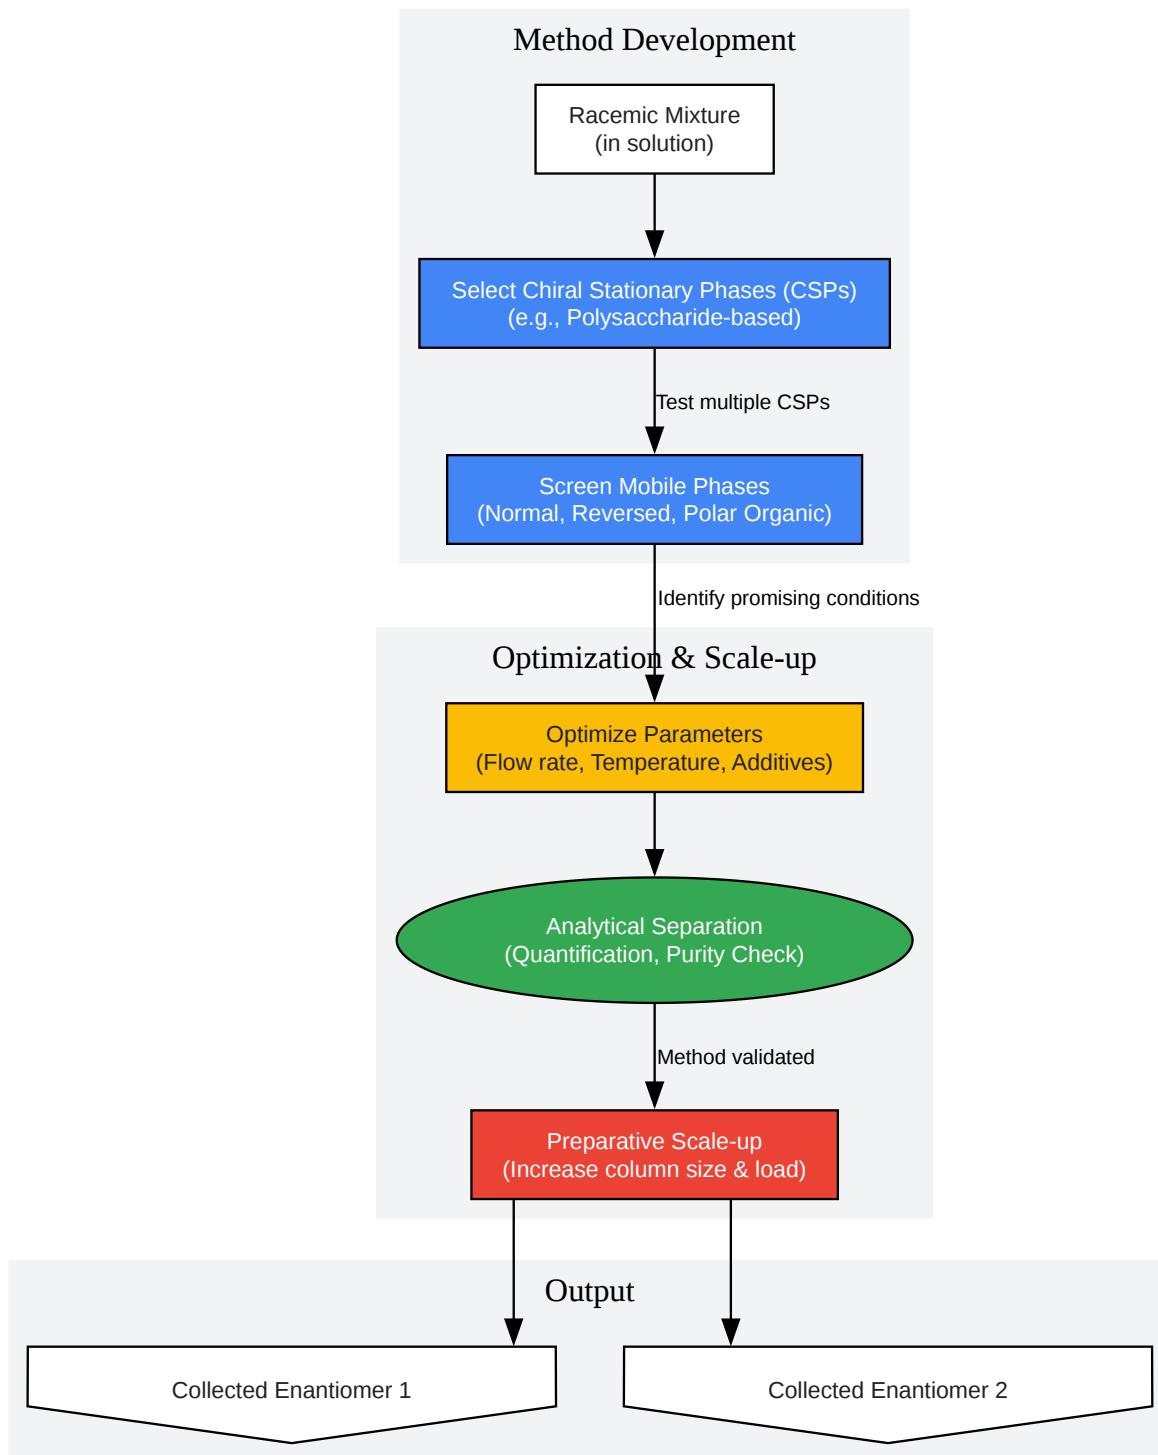 Method Development
Racemic Mixture
(in solution)
Select Chiral Stationary Phases (CSPs)
(e.g., Polysaccharide-based)
Test multiple CSPs
Screen Mobile Phases
(Normal, Reversed, Polar Organic)
Identify promising conditions
Optimization & Scale-up
Optimize Parameters
(Flow rate, Temperature, Additives)
Analytical Separation
(Quantification, Purity Check)
Method validated
Preparative Scale-up
(Increase column size & load)
Output
Collected Enantiomer 1
Collected Enantiomer 2